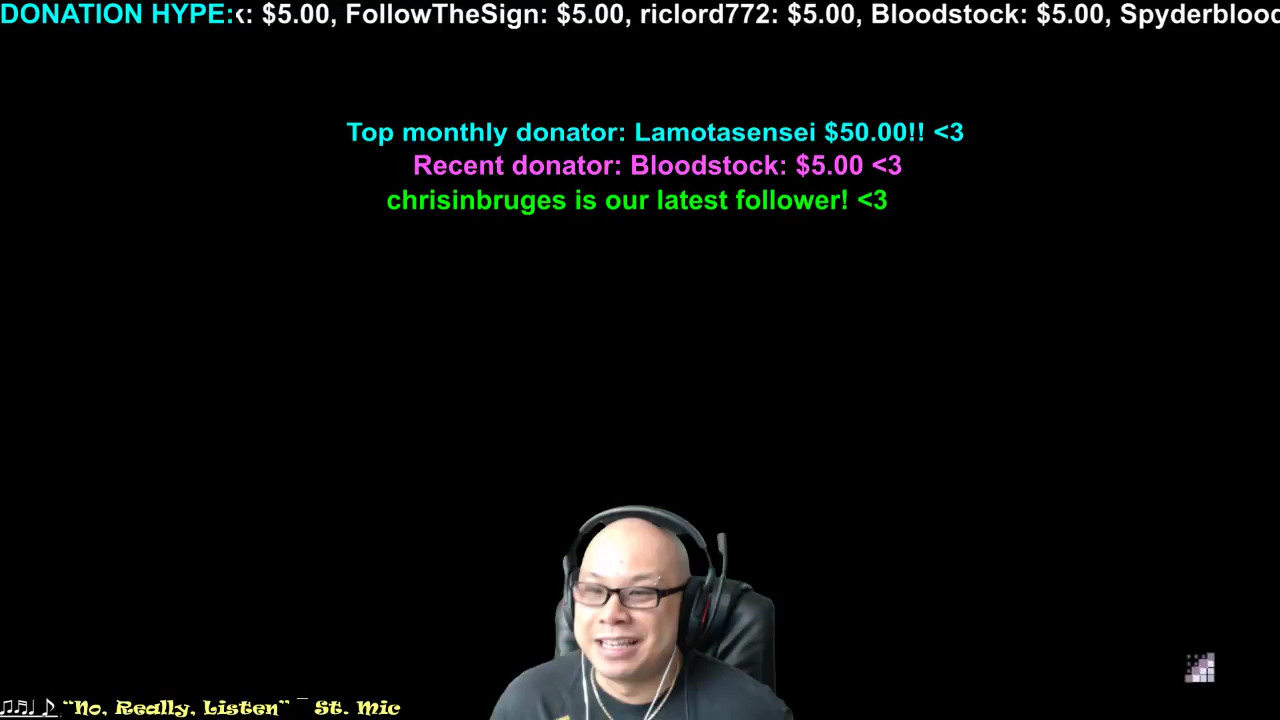 DONATION HYPE: $5.00, FollowTheSign: $5.00, riclord772: $5.00, Bloodstock: $5.00, Spyderblood
Top monthly donator: Lamotasensei $50.00!! <3
Recent donator: Bloodstock: $5.00 <3
chrisinbruges is our latest follower! <3
"No, Really, Listen" ~ St. Mic